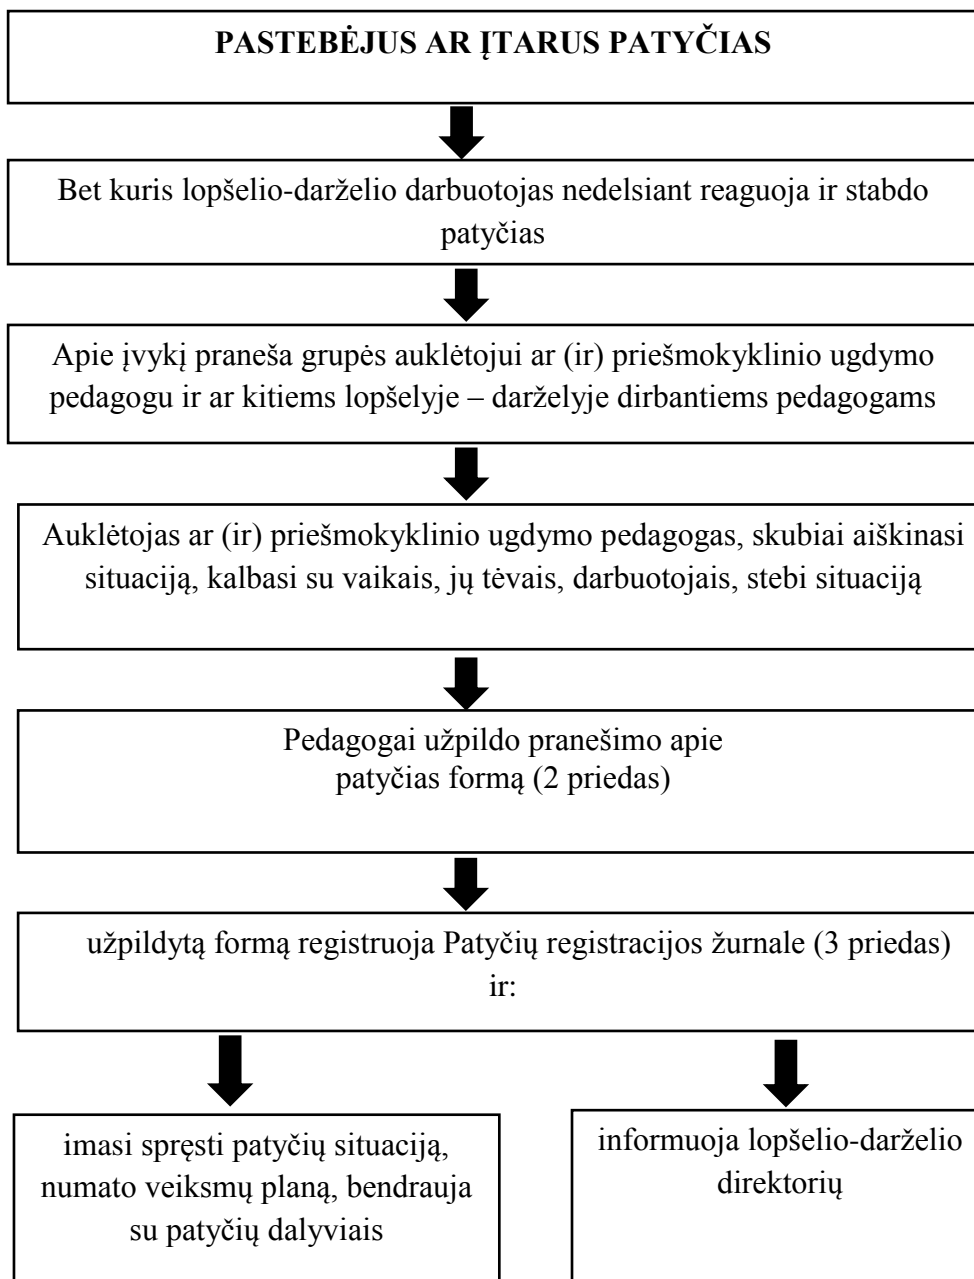 PASTEBĖJUS AR ĮTARUS PATYČIAS
Bet kuris lopšelio-darželio darbuotojas nedelsiant reaguoja ir stabdo
patyčias
Apie įvykį praneša grupės auklėtojui ar (ir) priešmokyklinio ugdymo
pedagogu ir ar kitiems lopšelyje – darželyje dirbantiems pedagogams
Auklėtojas ar (ir) priešmokyklinio ugdymo pedagogas, skubiai aiškinasi
situaciją, kalbasi su vaikais, jų tėvais, darbuotojais, stebi situaciją
Pedagogai užpildo pranešimo apie
patyčias formą (2 priedas)
užpildytą formą registruoja Patyčių registracijos žurnale (3 priedas)
ir:
imasi spręsti patyčių situaciją,
numato veiksmų planą, bendrauja
su patyčių dalyviais
informuoja lopšelio-darželio
direktorių